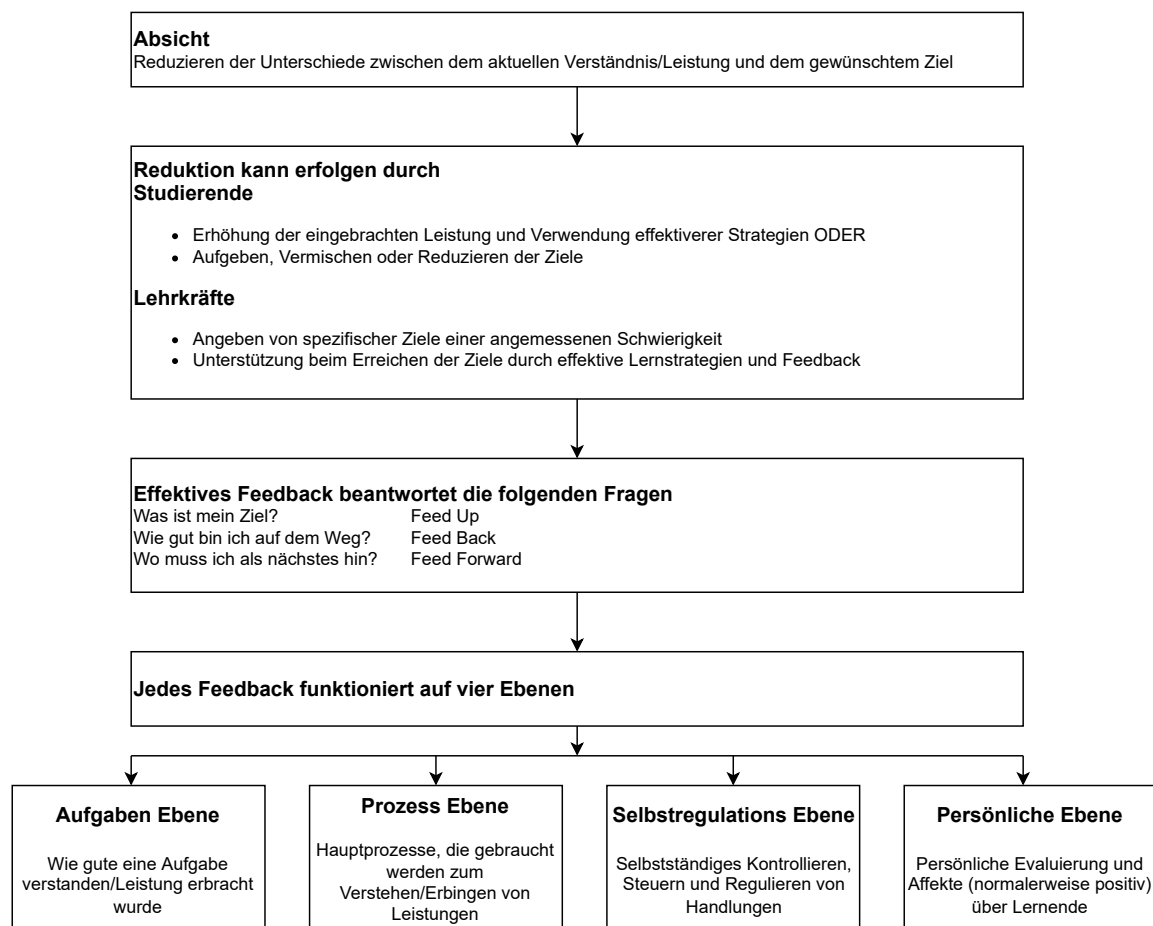 Absicht
Reduzieren der Unterschiede zwischen dem aktuellen Verständnis/Leistung und dem gewünschtem Ziel
Reduktion kann erfolgen durch
Studierende
• Erhöhung der eingebrachten Leistung und Verwendung effektiverer Strategien ODER
• Aufgeben, Vermischen oder Reduzieren der Ziele
Lehrkräfte
• Angeben von spezifischer Ziele einer angemessenen Schwierigkeit
• Unterstützung beim Erreichen der Ziele durch effektive Lernstrategien und Feedback
Effektives Feedback beantwortet die folgenden Fragen
Was ist mein Ziel? Feed Up
Wie gut bin ich auf dem Weg? Feed Back
Wo muss ich als nächstes hin? Feed Forward
Jedes Feedback funktioniert auf vier Ebenen
Aufgaben Ebene
Wie gute eine Aufgabe
verstanden/Leistung erbracht
wurde
Prozess Ebene
Hauptprozesse, die gebraucht
werden zum
Verstehen/Erbingen von
Leistungen
Selbstregulations Ebene
Selbstständiges Kontrollieren,
Steuern und Regulieren von
Handlungen
Persönliche Ebene
Persönliche Evaluierung und
Affekte (normalerweise positiv)
über Lernende